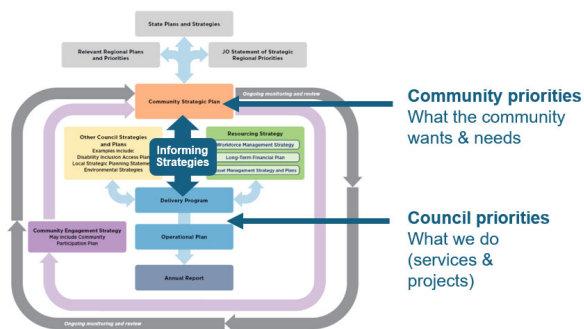 State Plans and Strategies
Relevant Regional Plans
and Priorities
JO Statement of Strategic
Regional Priorities
Ongoing monitoring and review
Community Strategic Plan
Community priorities
What the community
wants & needs
Other Council Strategies
and Plans
Examples include:
Disability Inclusion Access Plan
Local Strategic Planning Statement
Environmental Strategies
Informing
Strategies
Resourcing Strategy
Workforce Management Strategy
Long-Term Financial Plan
Asset Management Strategy and Plans
Delivery Program
Council priorities
What we do
(services &
projects)
Community Engagement Strategy
May include Community
Participation Plan
Operational Plan
Annual Report
Ongoing monitoring and review